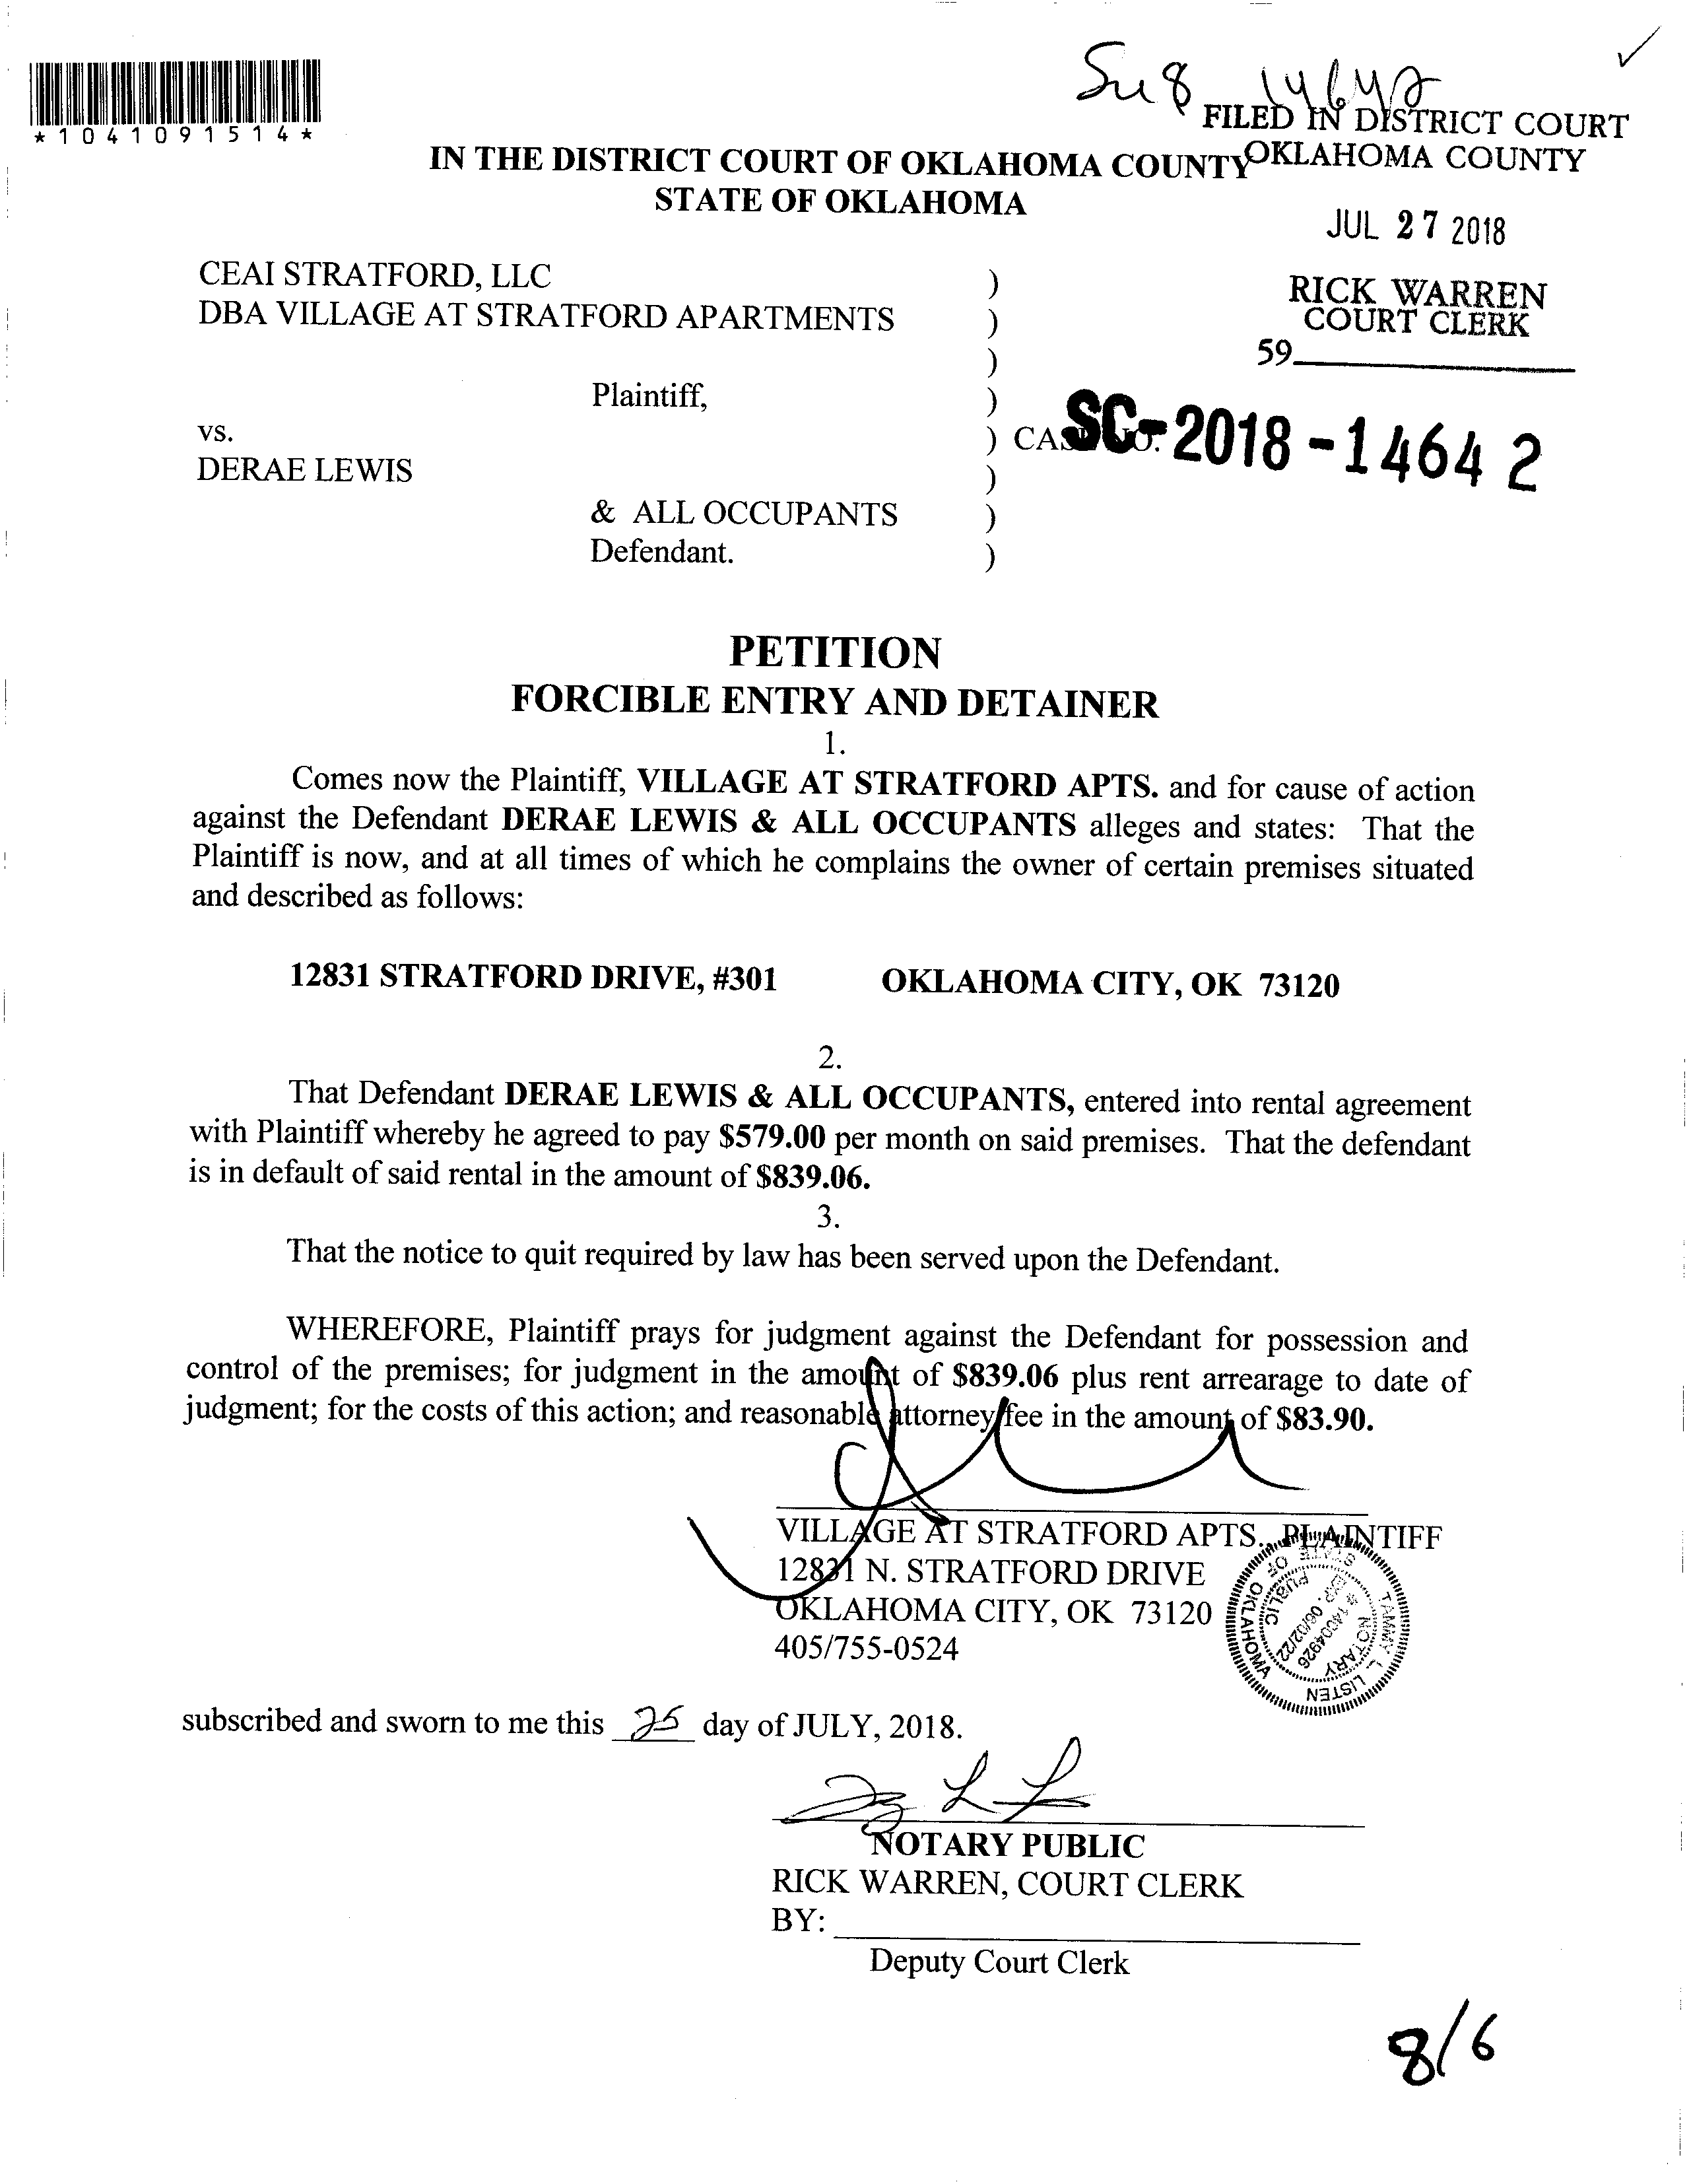 *1041091514*
14642
FILED IN DISTRICT COURT
OKLAHOMA COUNTY
IN THE DISTRICT COURT OF OKLAHOMA COUNTY
STATE OF OKLAHOMA
JUL 27 2018
RICK WARREN
COURT CLERK
59
CEAI STRATFORD, LLC )
DBA VILLAGE AT STRATFORD APARTMENTS )
)
Plaintiff, )
vs. ) CASE NO. SC-2018-14642
DERAE LEWIS )
& ALL OCCUPANTS )
Defendant. )
PETITION
FORCIBLE ENTRY AND DETAINER
1.
Comes now the Plaintiff, VILLAGE AT STRATFORD APTS. and for cause of action
against the Defendant DERAE LEWIS & ALL OCCUPANTS alleges and states: That the
Plaintiff is now, and at all times of which he complains the owner of certain premises situated
and described as follows:
12831 STRATFORD DRIVE, #301 OKLAHOMA CITY, OK 73120
2.
That Defendant DERAE LEWIS & ALL OCCUPANTS, entered into rental agreement
with Plaintiff whereby he agreed to pay $579.00 per month on said premises. That the defendant
is in default of said rental in the amount of $839.06.
3.
That the notice to quit required by law has been served upon the Defendant.
WHEREFORE, Plaintiff prays for judgment against the Defendant for possession and
control of the premises; for judgment in the amount of $839.06 plus rent arrearage to date of
judgment; for the costs of this action; and reasonable attorney fee in the amount of $83.90.
VILLAGE AT STRATFORD APTS., PLAINTIFF
12831 N. STRATFORD DRIVE
OKLAHOMA CITY, OK 73120
405/755-0524
TAMMY L. LISTEN
NOTARY PUBLIC
STATE OF OKLAHOMA
# 14004926
EXP. 06/02/22
subscribed and sworn to me this 25 day of JULY, 2018.
NOTARY PUBLIC
RICK WARREN, COURT CLERK
BY:
Deputy Court Clerk
8/6